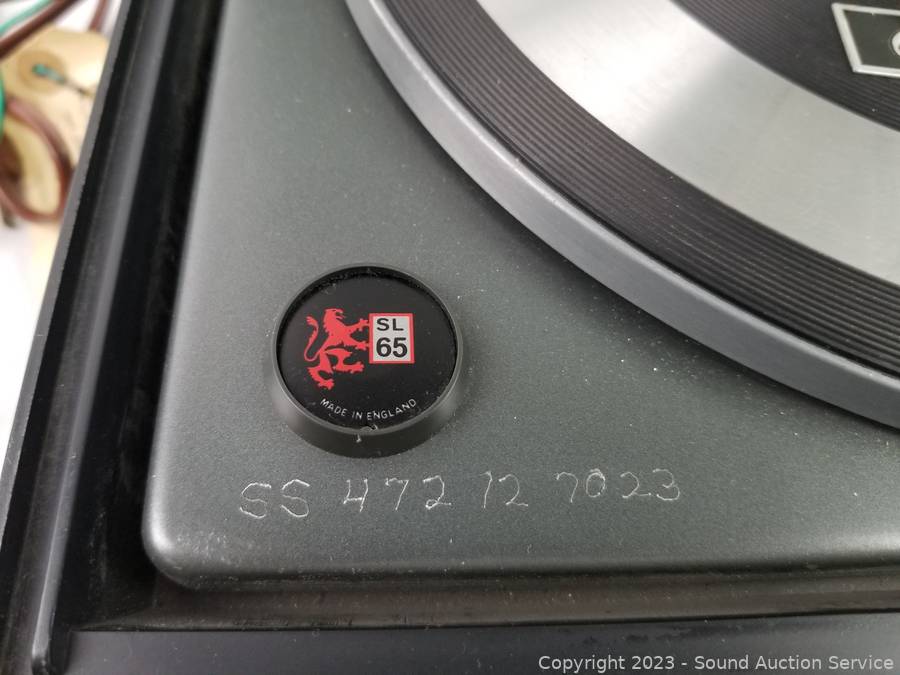 SL
65
MADE IN ENGLAND
SS 472 12 7023
Copyright 2023 - Sound Auction Service